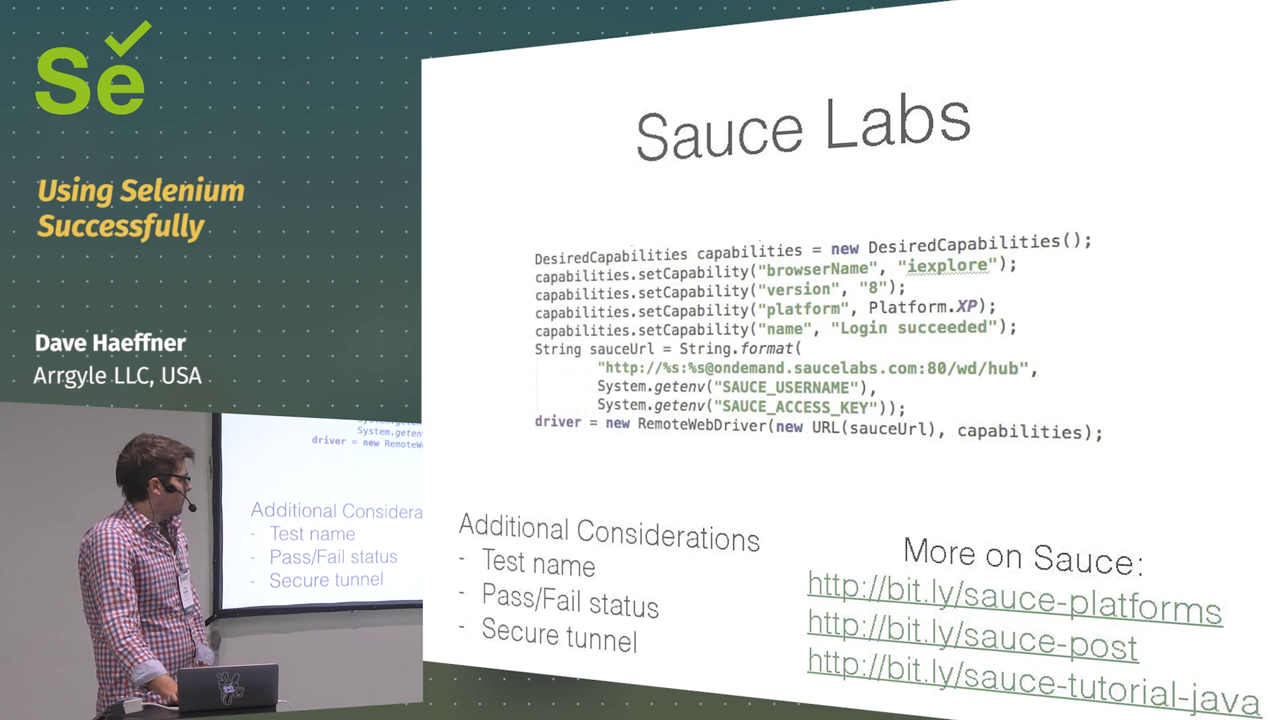 Se
Using Selenium
Successfully
Dave Haeffner
Arrgyle LLC, USA
Sauce Labs
DesiredCapabilities capabilities = new DesiredCapabilities();
capabilities.setCapability("browserName", "iexplore");
capabilities.setCapability("version", "8");
capabilities.setCapability("platform", Platform.XP);
capabilities.setCapability("name", "Login succeeded");
String sauceUrl = String.format(
"http://%s:%s@ondemand.saucelabs.com:80/wd/hub",
System.getenv("SAUCE_USERNAME"),
System.getenv("SAUCE_ACCESS_KEY"));
driver = new RemoteWebDriver(new URL(sauceUrl), capabilities);
Additional Considerations
- Test name
- Pass/Fail status
- Secure tunnel
More on Sauce:
http://bit.ly/sauce-platforms
http://bit.ly/sauce-post
http://bit.ly/sauce-tutorial-java
System.geten
driver = new RemoteW
Additional Considera
- Test name
- Pass/Fail status
- Secure tunnel